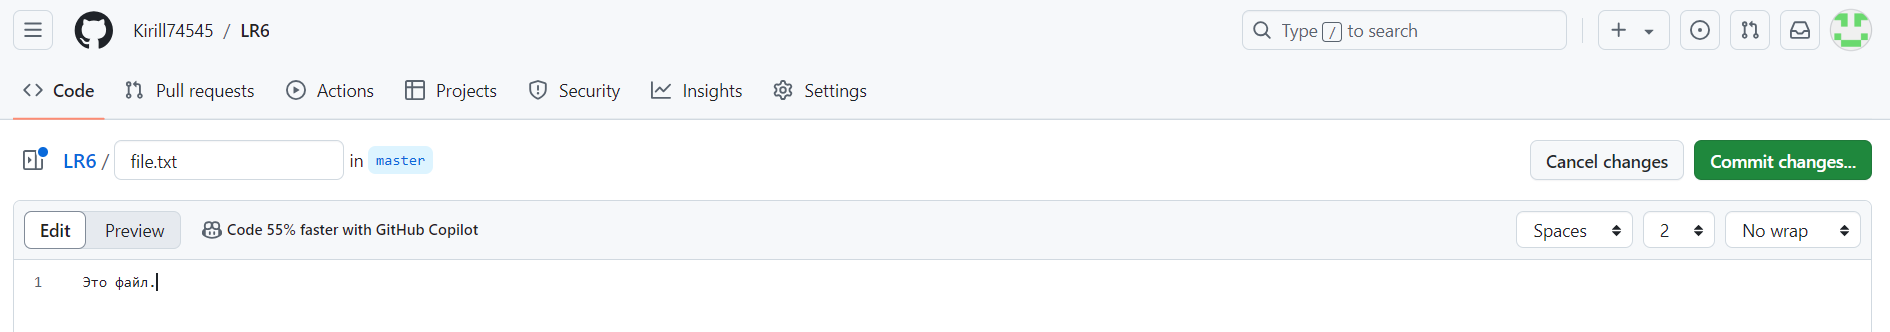 Kirill74545 / LR6
Type / to search
Code Pull requests Actions Projects Security Insights Settings
LR6 / file.txt in master
Cancel changes Commit changes...
Edit Preview Code 55% faster with GitHub Copilot
Spaces 2 No wrap
1 Это файл.